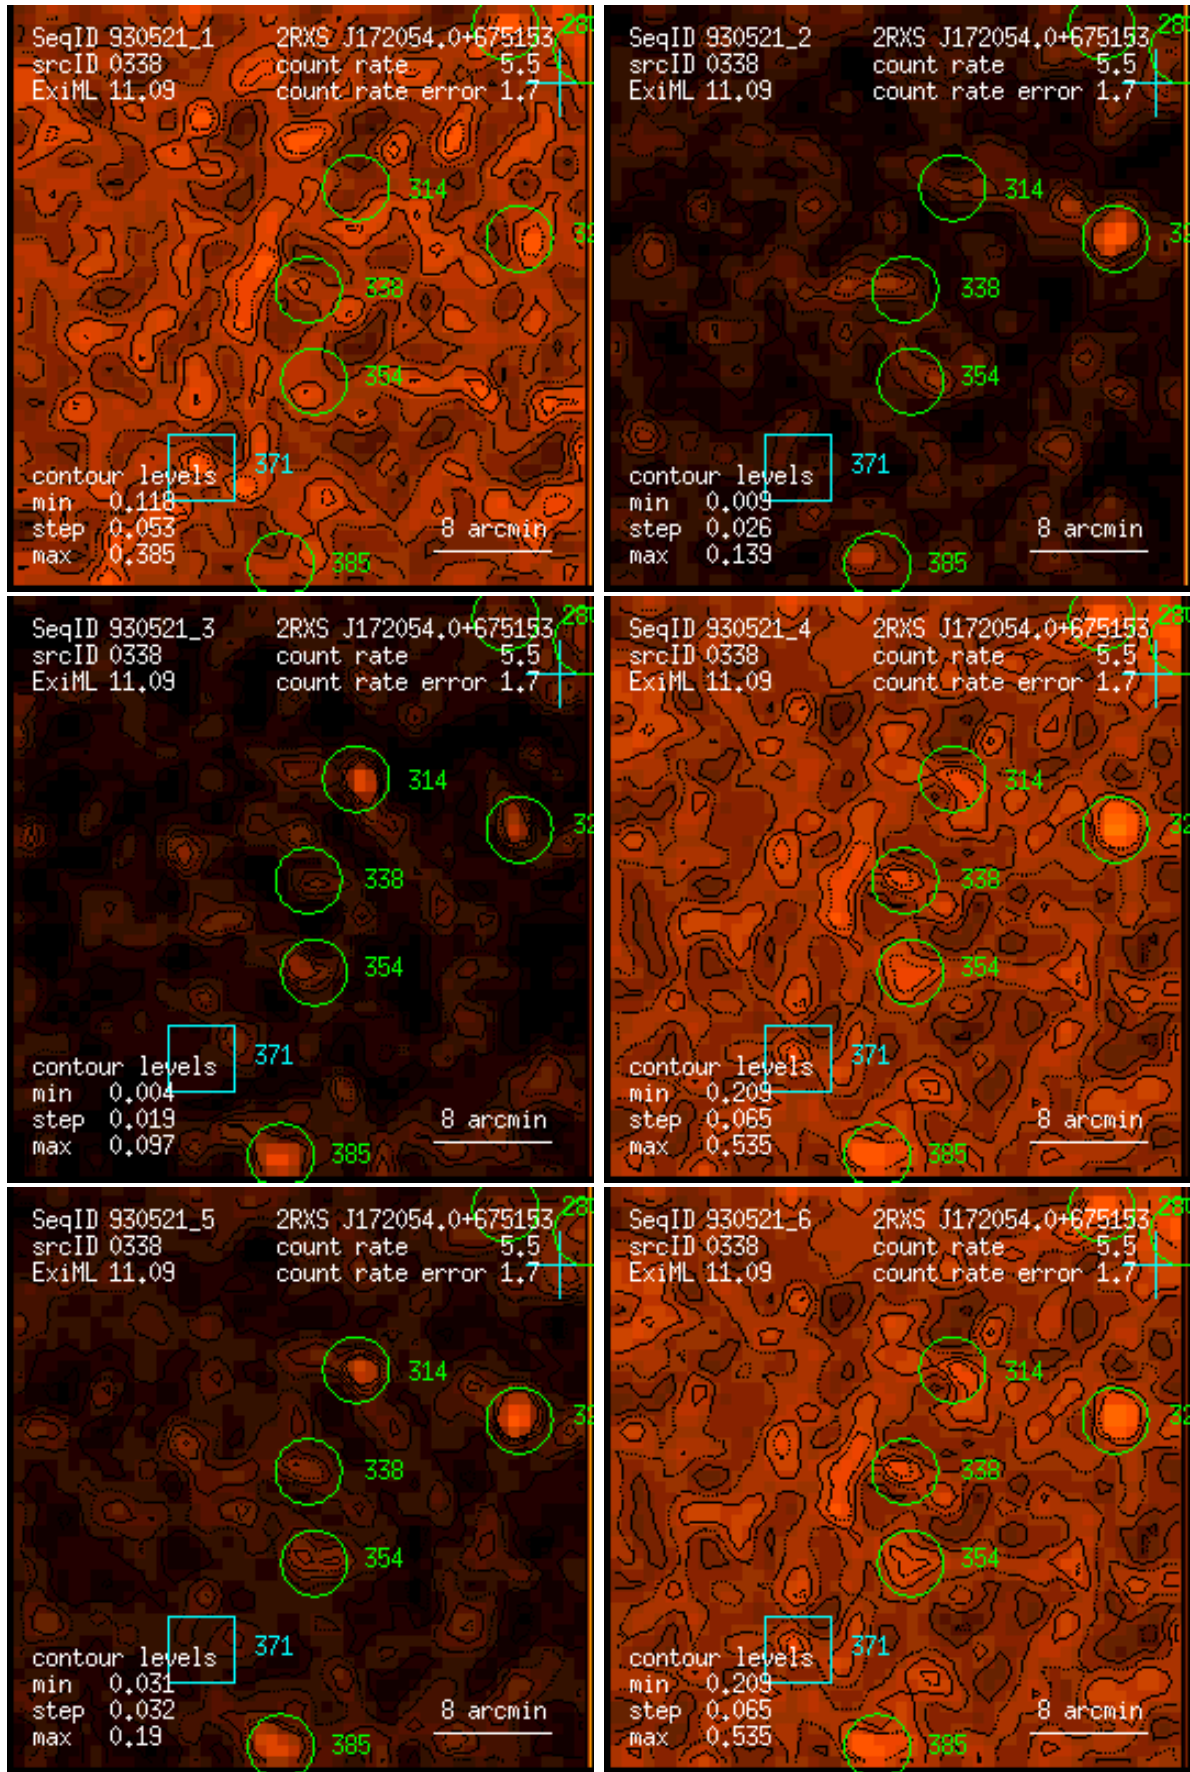 SeqID 930521_1 2RXS J172054.0+675153 280
srcID 0338 count rate 5.5
ExiML 11.09 count rate error 1.7
314
338
354
371
contour levels
min 0.118
step 0.053 8 arcmin
max 0.385 385
SeqID 930521_2 2RXS J172054.0+675153 280
srcID 0338 count rate 5.5
ExiML 11.09 count rate error 1.7
314
338
354
371
contour levels
min 0.009
step 0.026 8 arcmin
max 0.139 385
SeqID 930521_3 2RXS J172054.0+675153 280
srcID 0338 count rate 5.5
ExiML 11.09 count rate error 1.7
314
338
354
371
contour levels
min 0.004
step 0.019 8 arcmin
max 0.097 385
SeqID 930521_4 2RXS J172054.0+675153 280
srcID 0338 count rate 5.5
ExiML 11.09 count rate error 1.7
314
338
354
371
contour levels
min 0.209
step 0.065 8 arcmin
max 0.535 385
SeqID 930521_5 2RXS J172054.0+675153 280
srcID 0338 count rate 5.5
ExiML 11.09 count rate error 1.7
314
338
354
371
contour levels
min 0.031
step 0.032 8 arcmin
max 0.19 385
SeqID 930521_6 2RXS J172054.0+675153 280
srcID 0338 count rate 5.5
ExiML 11.09 count rate error 1.7
314
338
354
371
contour levels
min 0.209
step 0.065 8 arcmin
max 0.535 385